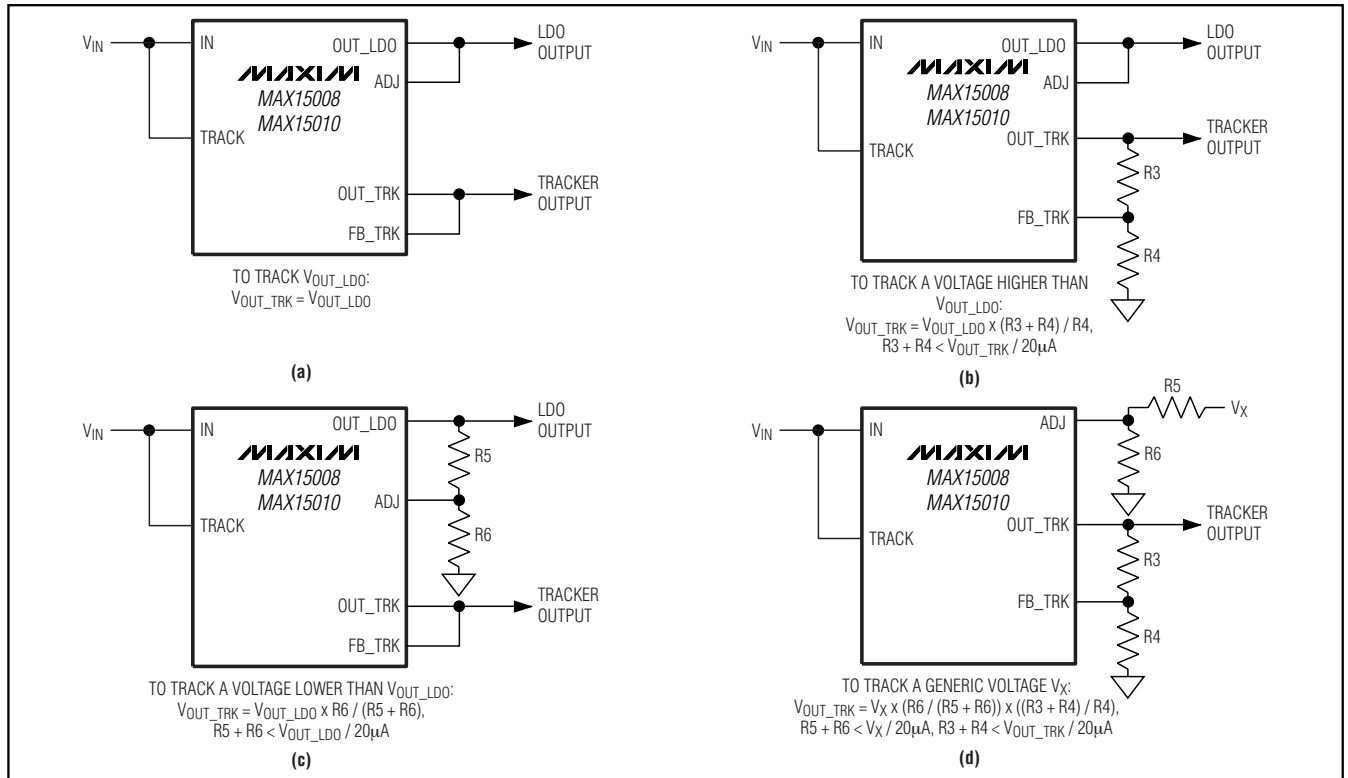 VIN
IN
TRACK
MAXIM
MAX15008
MAX15010
OUT_LDO
ADJ
LDO
OUTPUT
OUT_TRK
FB_TRK
TRACKER
OUTPUT
TO TRACK VOUT_LDO:
VOUT_TRK = VOUT_LDO
(a)
VIN
IN
TRACK
MAXIM
MAX15008
MAX15010
OUT_LDO
ADJ
LDO
OUTPUT
OUT_TRK
TRACKER
OUTPUT
R3
FB_TRK
R4
TO TRACK A VOLTAGE HIGHER THAN
VOUT_LDO:
VOUT_TRK = VOUT_LDO x (R3 + R4) / R4,
R3 + R4 < VOUT_TRK / 20μA
(b)
VIN
IN
TRACK
MAXIM
MAX15008
MAX15010
OUT_LDO
LDO
OUTPUT
R5
ADJ
R6
OUT_TRK
FB_TRK
TRACKER
OUTPUT
TO TRACK A VOLTAGE LOWER THAN VOUT_LDO:
VOUT_TRK = VOUT_LDO x R6 / (R5 + R6),
R5 + R6 < VOUT_LDO / 20μA
(c)
VIN
IN
TRACK
MAXIM
MAX15008
MAX15010
R5
VX
ADJ
R6
OUT_TRK
TRACKER
OUTPUT
R3
FB_TRK
R4
TO TRACK A GENERIC VOLTAGE VX:
VOUT_TRK = VX x (R6 / (R5 + R6)) x ((R3 + R4) / R4),
R5 + R6 < VX / 20μA, R3 + R4 < VOUT_TRK / 20μA
(d)